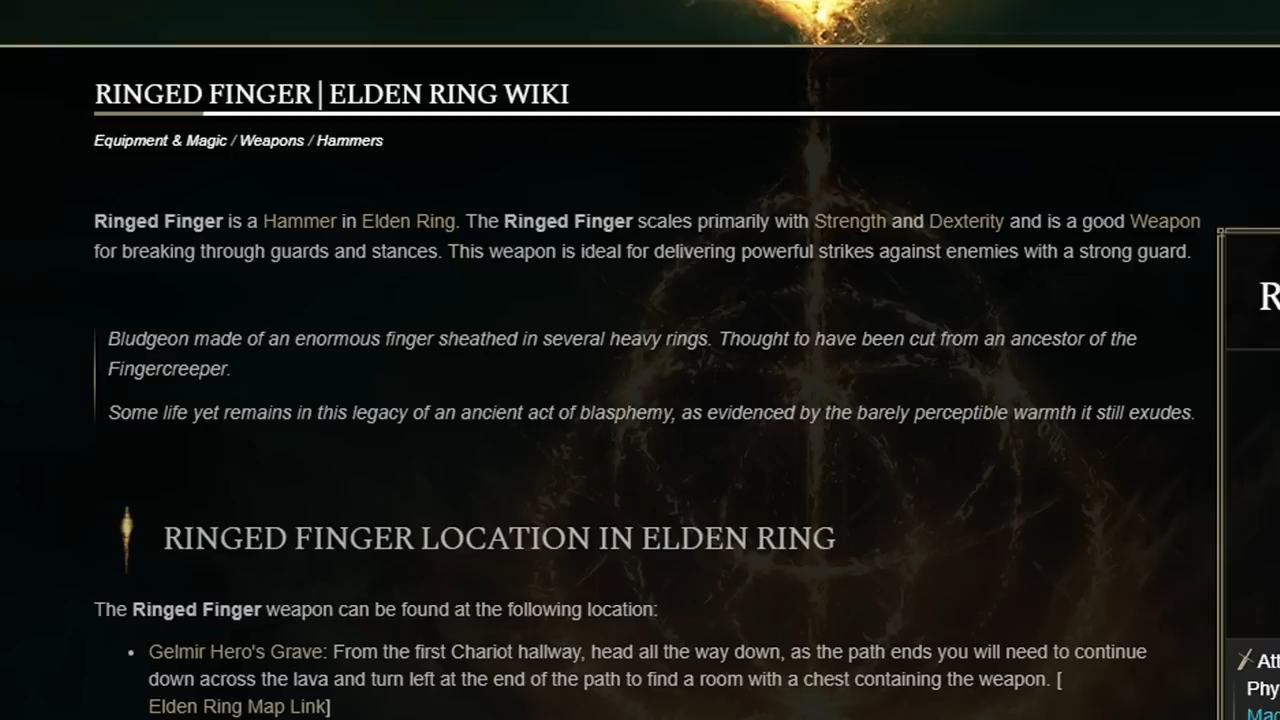 RINGED FINGER | ELDEN RING WIKI
Equipment & Magic / Weapons / Hammers
Ringed Finger is a Hammer in Elden Ring. The Ringed Finger scales primarily with Strength and Dexterity and is a good Weapon
for breaking through guards and stances. This weapon is ideal for delivering powerful strikes against enemies with a strong guard.
R
Bludgeon made of an enormous finger sheathed in several heavy rings. Thought to have been cut from an ancestor of the
Fingercreeper.
Some life yet remains in this legacy of an ancient act of blasphemy, as evidenced by the barely perceptible warmth it still exudes.
RINGED FINGER LOCATION IN ELDEN RING
The Ringed Finger weapon can be found at the following location:
• Gelmir Hero's Grave: From the first Chariot hallway, head all the way down, as the path ends you will need to continue
down across the lava and turn left at the end of the path to find a room with a chest containing the weapon. [
Elden Ring Map Link]
Att
Phy
Mag